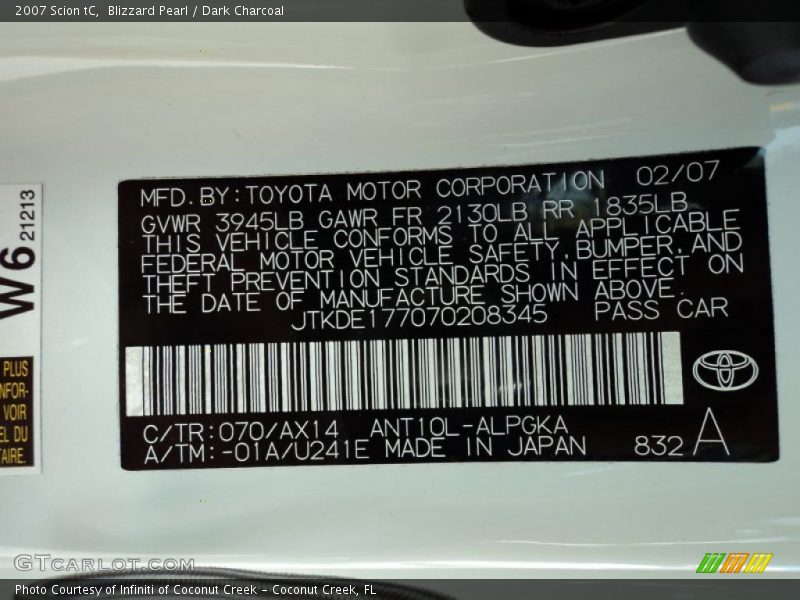 2007 Scion tC,  Blizzard Pearl / Dark Charcoal
W6
21213
PLUS
NFOR-
VOIR
EL DU
TAIRE.
MFD. BY: TOYOTA MOTOR CORPORATION 02/07
GVWR 3945LB GAWR FR 2130LB RR 1835LB
THIS VEHICLE CONFORMS TO ALL APPLICABLE
FEDERAL MOTOR VEHICLE SAFETY, BUMPER, AND
THEFT PREVENTION STANDARDS IN EFFECT ON
THE DATE OF MANUFACTURE SHOWN ABOVE.
JTKDE177070208345 PASS CAR
C/TR: 070/AX14 ANT10L-ALPGKA
A/TM: -01A/U241E MADE IN JAPAN 832 A
GTCARLOT.COM
Photo Courtesy of Infiniti of Coconut Creek – Coconut Creek, FL